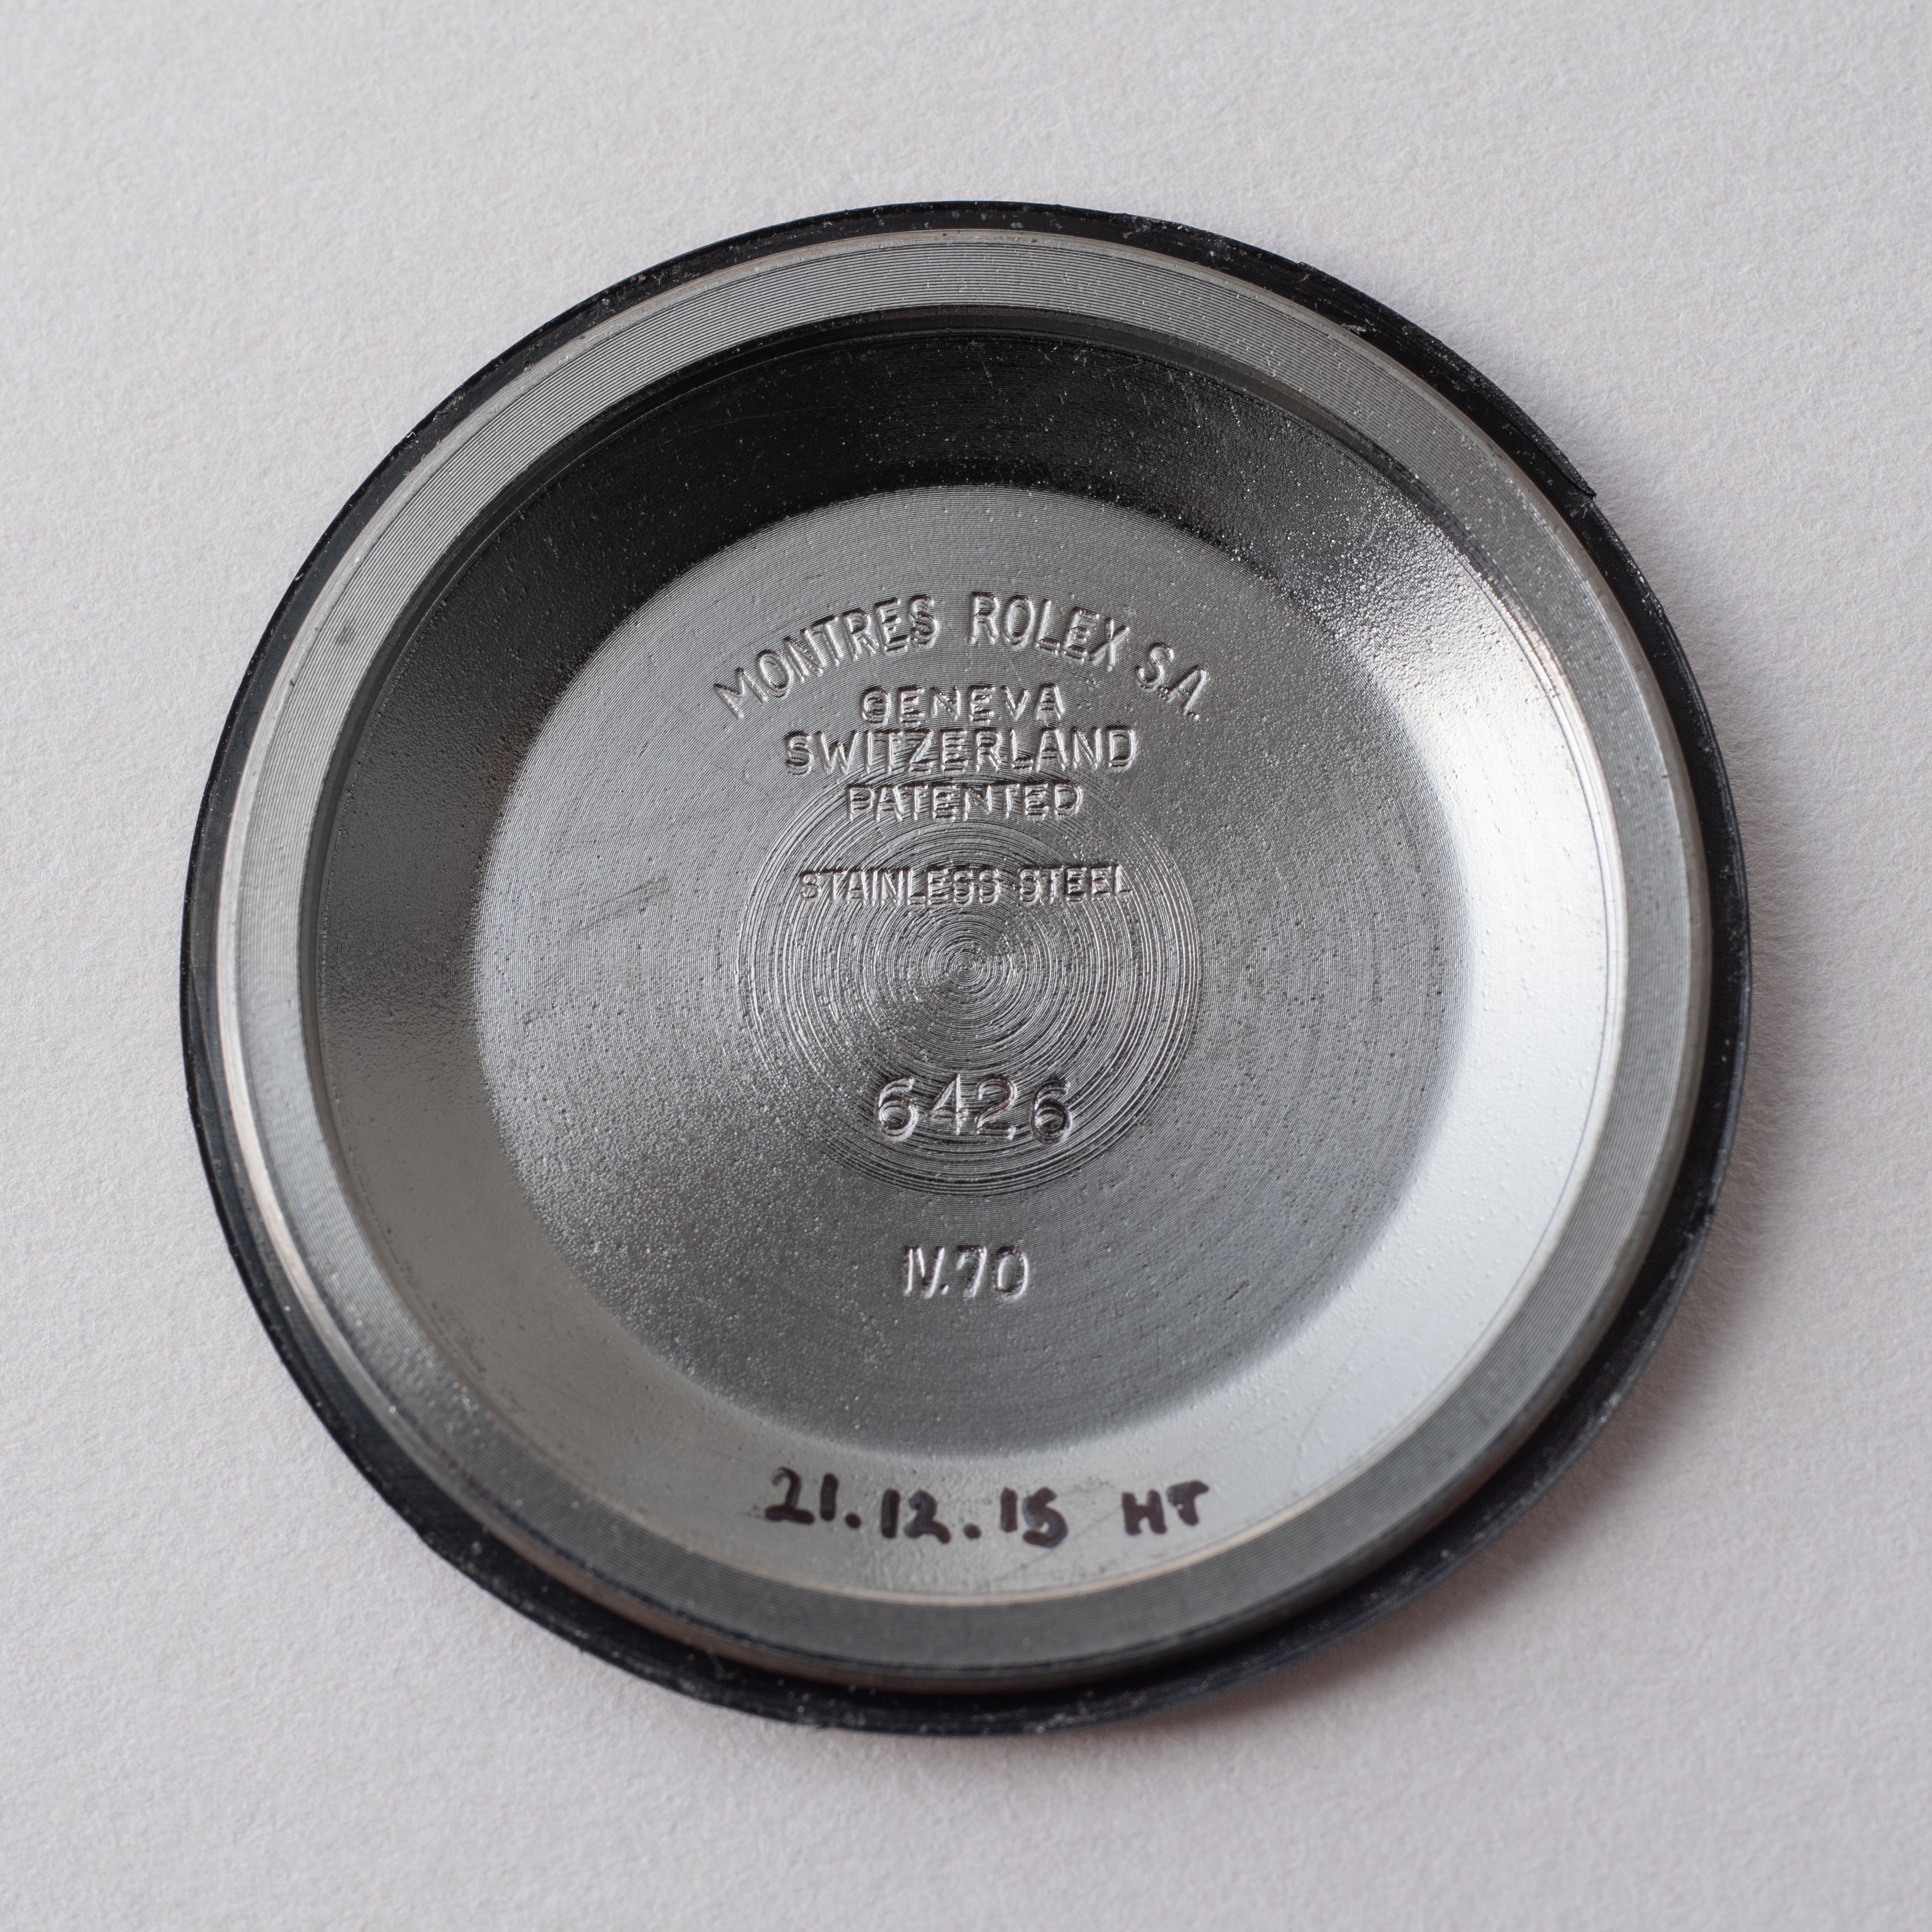 MONTRES ROLEX S.A.
GENEVA
SWITZERLAND
PATENTED
STAINLESS STEEL
6426
IV.70
21.12.15 HT